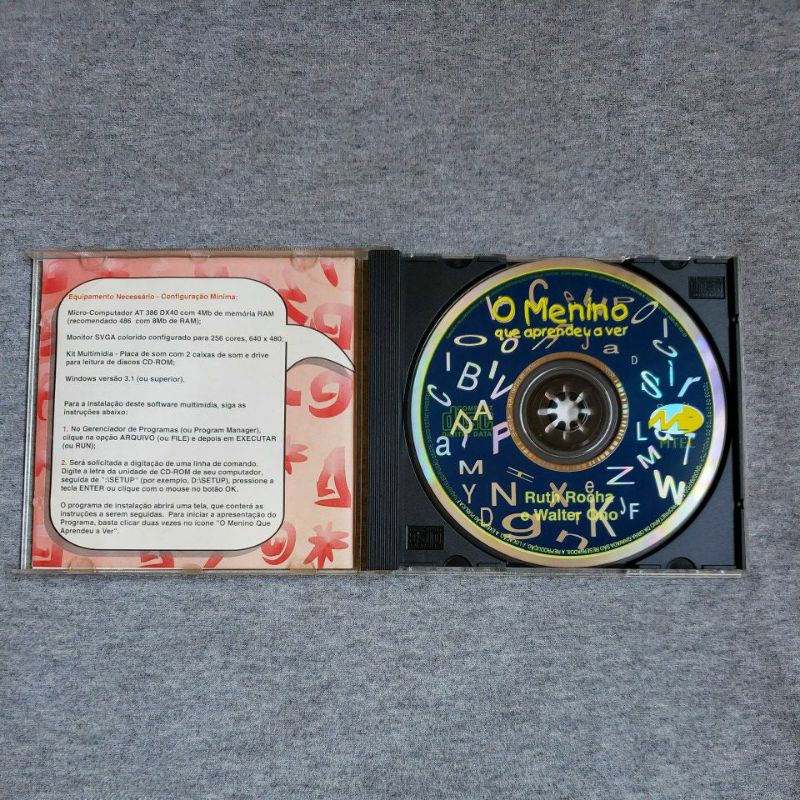 Equipamento Necessário - Configuração Mínima:
Micro-Computador AT 386 DX40 com 4Mb de memória RAM
(recomendado 486 com 8Mb de RAM);
Monitor SVGA colorido configurado para 256 cores, 640 x 480;
Kit Multimídia - Placa de som com 2 caixas de som e drive
para leitura de discos CD-ROM;
Windows versão 3.1 (ou superior).
Para a instalação deste software multimídia, siga as
instruções abaixo:
1. No Gerenciador de Programas (ou Program Manager),
clique na opção ARQUIVO (ou FILE) e depois em EXECUTAR
(ou RUN);
2. Será solicitada a digitação de uma linha de comando.
Digite a letra da unidade de CD-ROM de seu computador,
seguida de ":\SETUP" (por exemplo, D:\SETUP), pressione a
tecla ENTER ou clique com o mouse no botão OK.
O programa de instalação abrirá uma tela, que conterá as
instruções a serem seguidas. Para iniciar a apresentação do
Programa, basta clicar duas vezes no ícone "O Menino Que
Aprendeu a Ver".
O Menino
que aprendeu a ver
COMPACT
disc
DIGITAL DATA
MITEC
Ruth Rocha
e Walter Ono